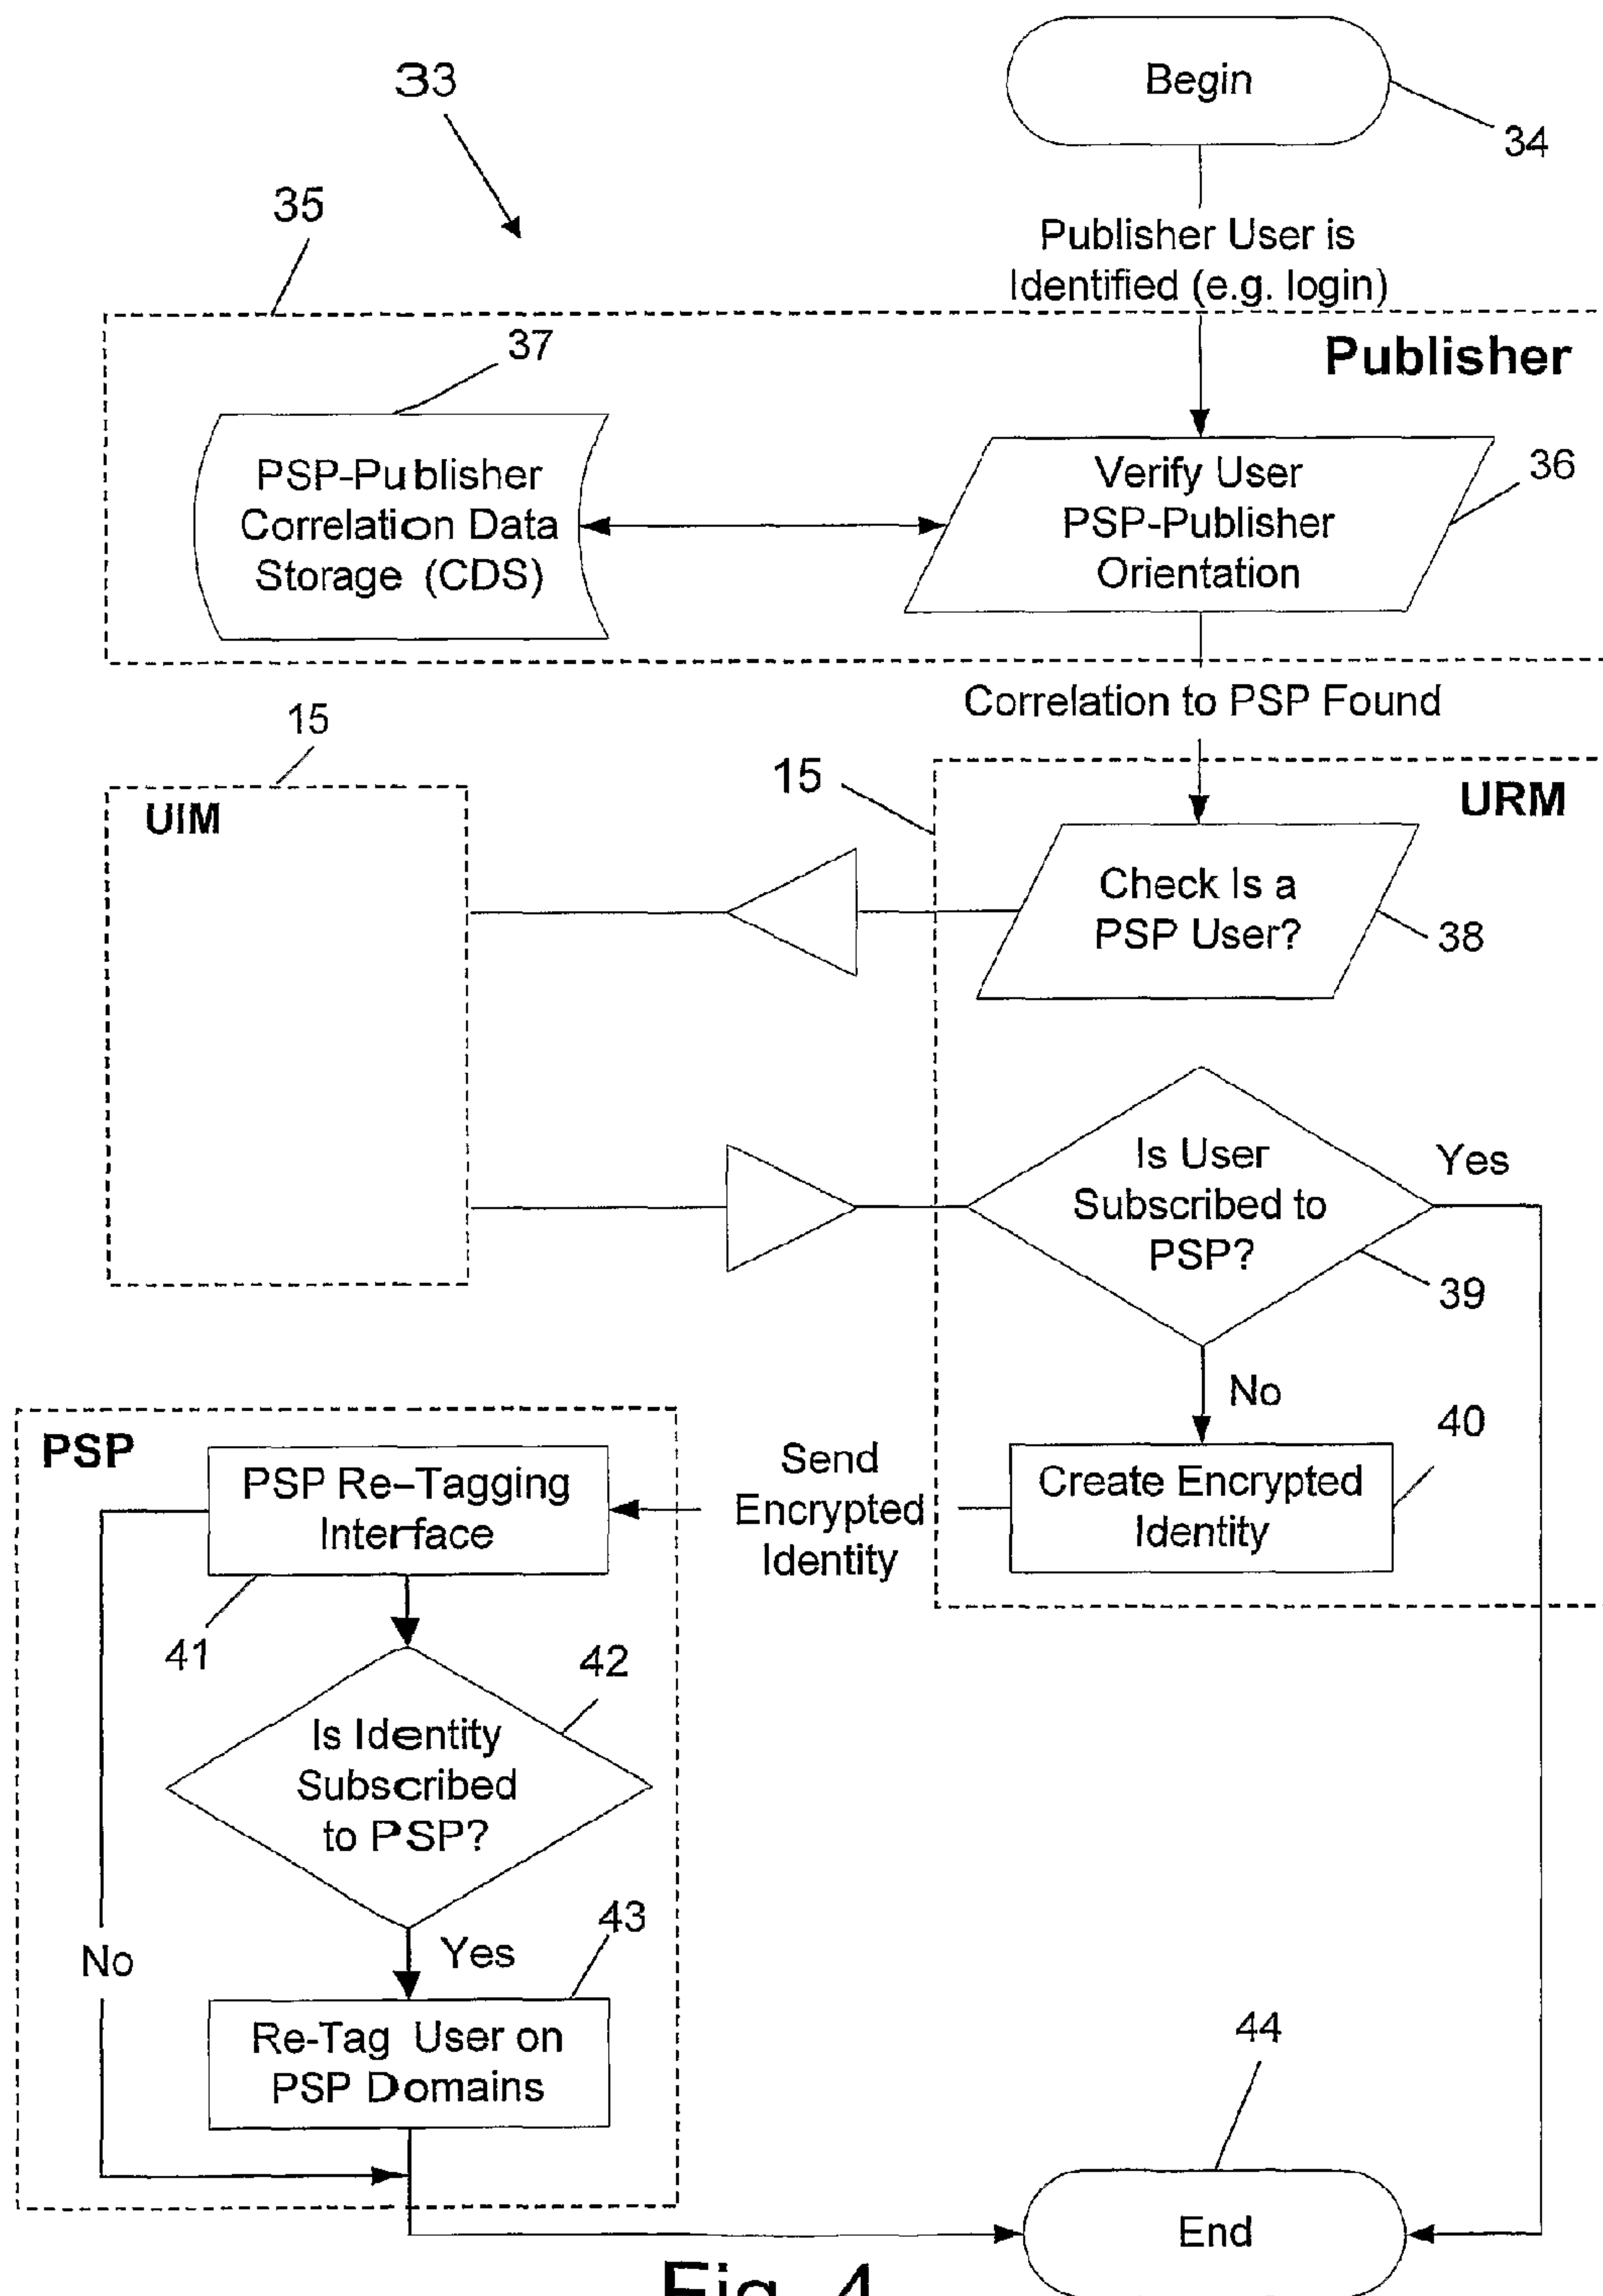 33
Begin
34
35
Publisher User is
Identified (e.g. login)
37
Publisher
PSP-Publisher
Correlation Data
Storage (CDS)
Verify User
PSP-Publisher
Orientation
36
Correlation to PSP Found
15
UIM
15
URM
Check Is a
PSP User?
38
Is User
Subscribed to
PSP?
Yes
39
No
40
PSP
PSP Re-Tagging
Interface
Send
Encrypted
Identity
Create Encrypted
Identity
41
42
Is Identity
Subscribed
to PSP?
43
No
Yes
Re-Tag User on
PSP Domains
44
End
Fig. 4